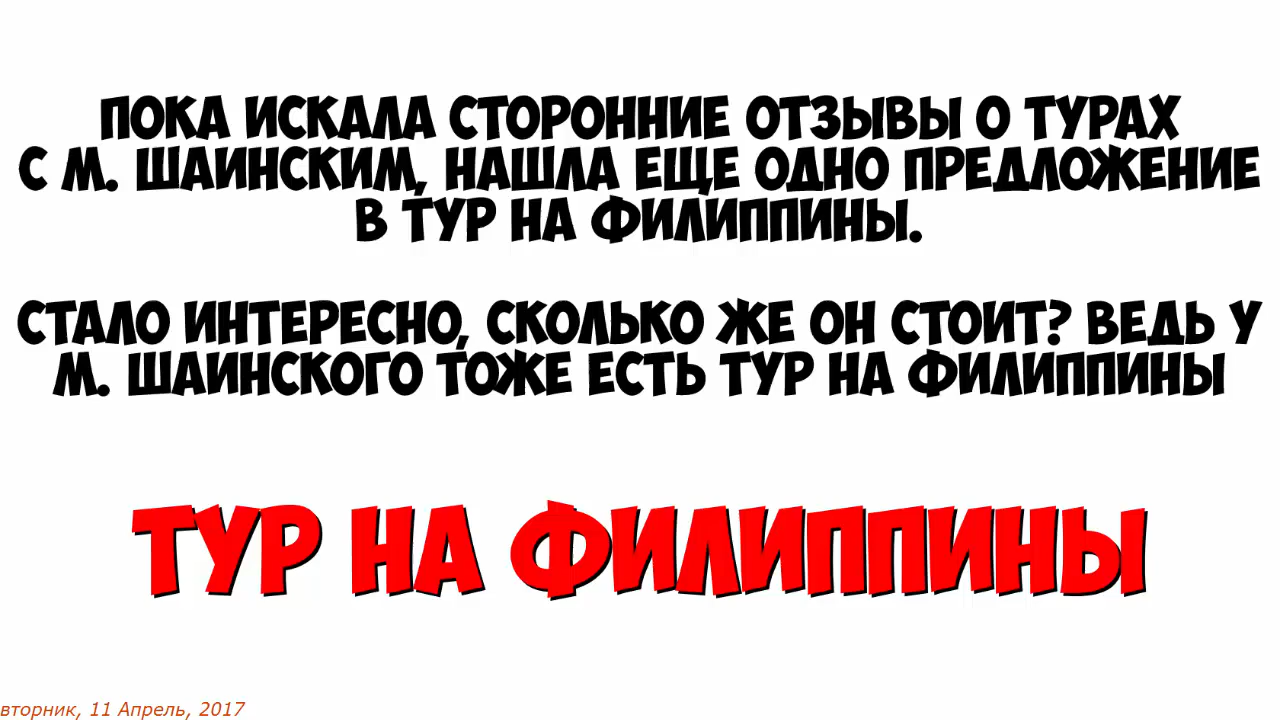 ПОКА ИСКАЛА СТОРОННИЕ ОТЗЫВЫ О ТУРАХ
С М. ШАИНСКИМ, НАШЛА ЕЩЕ ОДНО ПРЕДЛОЖЕНИЕ
В ТУР НА ФИЛИППИНЫ.
СТАЛО ИНТЕРЕСНО, СКОЛЬКО ЖЕ ОН СТОИТ? ВЕДЬ У
М. ШАИНСКОГО ТОЖЕ ЕСТЬ ТУР НА ФИЛИППИНЫ
ТУР НА ФИЛИППИНЫ
вторник, 11 Апрель, 2017